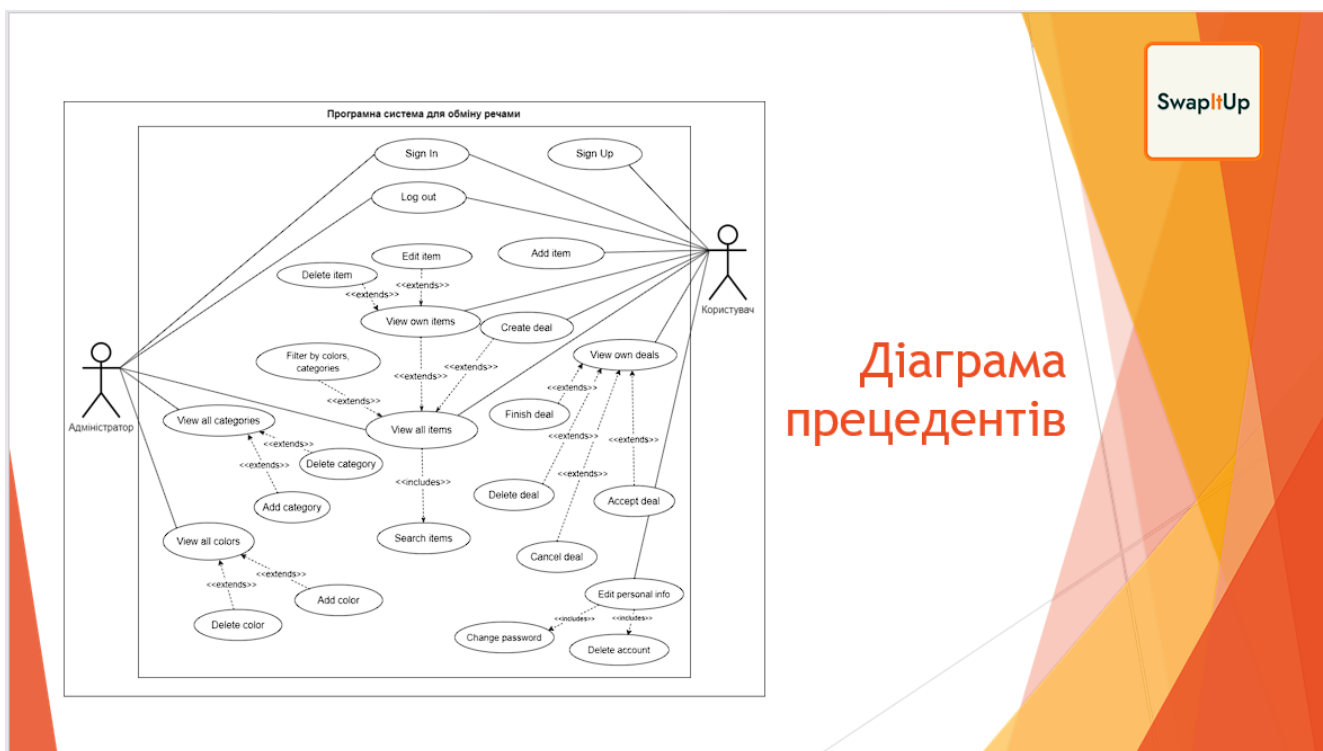 SwapItUp
Програмна система для обміну речами
Sign In
Sign Up
Log out
Edit item
Add item
Delete item
<<extends>>
<<extends>>
Користувач
View own items
Create deal
Filter by colors,
categories
<<extends>>
<<extends>>
View own deals
<<extends>>
<<extends>>
Finish deal
Адміністратор
View all categories
View all items
<<extends>>
<<extends>>
<<extends>>
<<extends>>
Delete category
<<extends>>
<<includes>>
Delete deal
Accept deal
Add category
View all colors
Search items
Cancel deal
<<extends>>
<<extends>>
Add color
Edit personal info
Delete color
<<includes>>
<<includes>>
Change password
Delete account
Діаграма
прецедентів